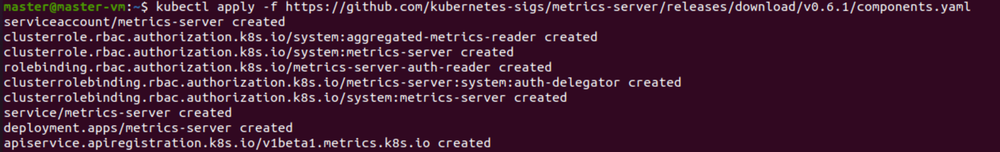 master@master-vm:~$ kubectl apply -f https://github.com/kubernetes-sigs/metrics-server/releases/download/v0.6.1/components.yaml
serviceaccount/metrics-server created
clusterrole.rbac.authorization.k8s.io/system:aggregated-metrics-reader created
clusterrole.rbac.authorization.k8s.io/system:metrics-server created
rolebinding.rbac.authorization.k8s.io/metrics-server-auth-reader created
clusterrolebinding.rbac.authorization.k8s.io/metrics-server:system:auth-delegator created
clusterrolebinding.rbac.authorization.k8s.io/system:metrics-server created
service/metrics-server created
deployment.apps/metrics-server created
apiservice.apiregistration.k8s.io/v1beta1.metrics.k8s.io created